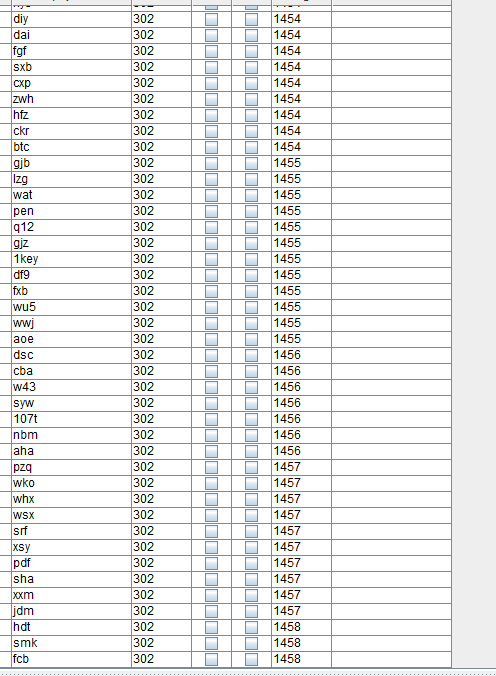 diy 302 1454
dai 302 1454
fgf 302 1454
sxb 302 1454
cxp 302 1454
zwh 302 1454
hfz 302 1454
ckr 302 1454
btc 302 1454
gjb 302 1455
lzg 302 1455
wat 302 1455
pen 302 1455
q12 302 1455
gjz 302 1455
1key 302 1455
df9 302 1455
fxb 302 1455
wu5 302 1455
wwj 302 1455
aoe 302 1455
dsc 302 1456
cba 302 1456
w43 302 1456
syw 302 1456
107t 302 1456
nbm 302 1456
aha 302 1456
pzq 302 1457
wko 302 1457
whx 302 1457
wsx 302 1457
srf 302 1457
xsy 302 1457
pdf 302 1457
sha 302 1457
xxm 302 1457
jdm 302 1457
hdt 302 1458
smk 302 1458
fcb 302 1458